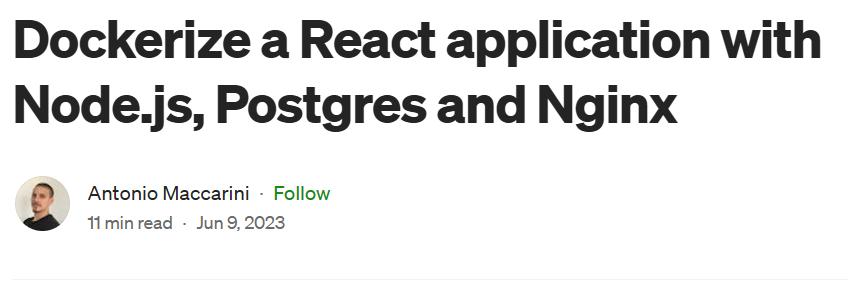 Dockerize a React application with
Node.js, Postgres and Nginx
Antonio Maccarini · Follow
11 min read · Jun 9, 2023